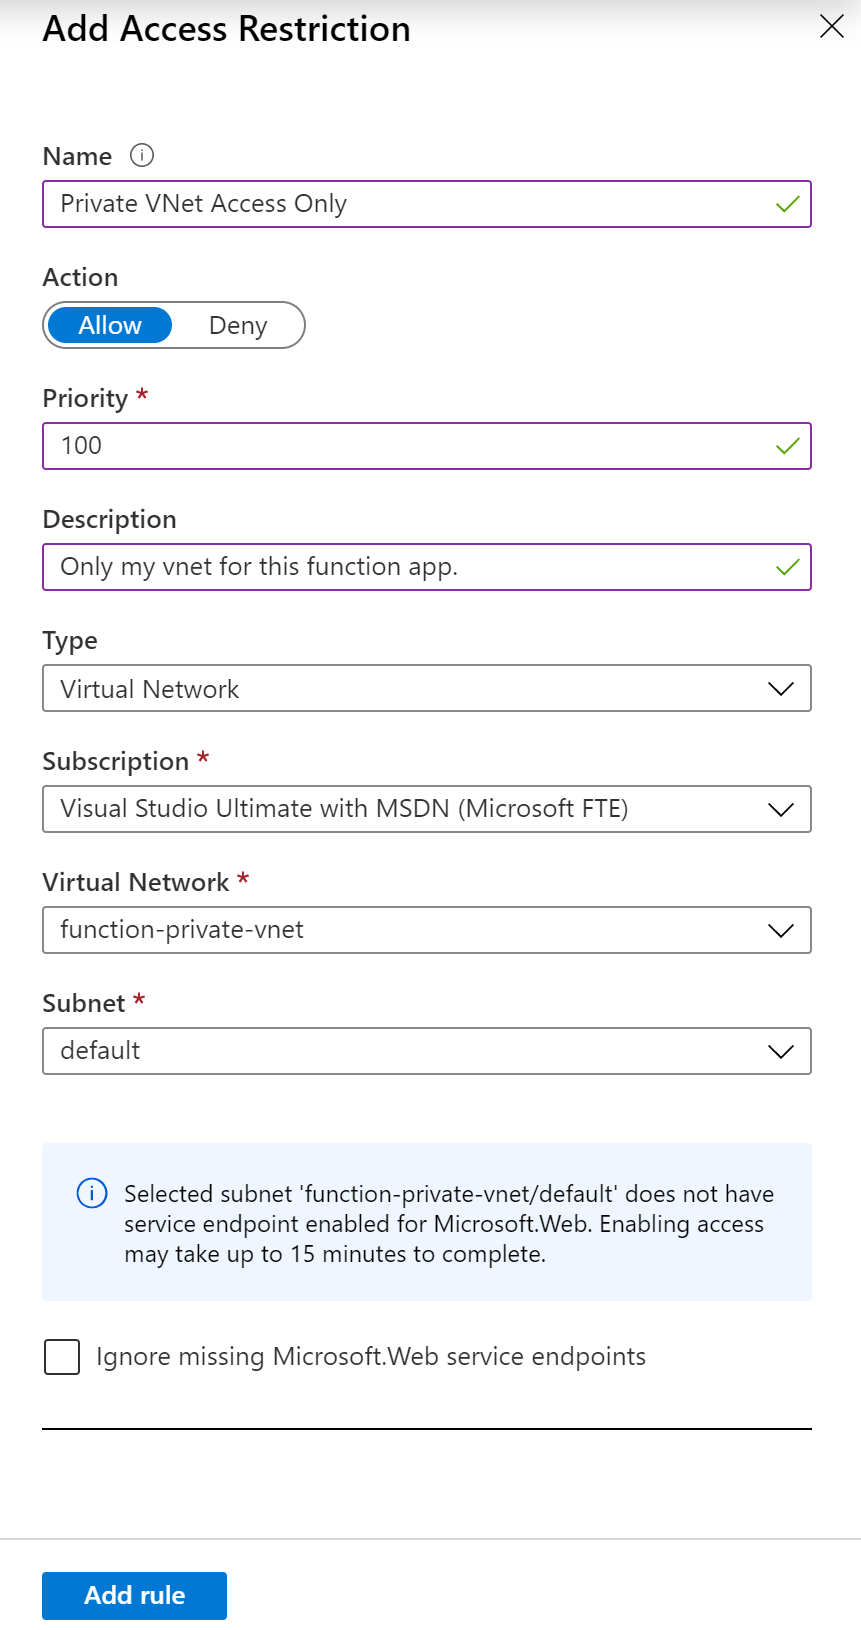 Add Access Restriction
Name
Private VNet Access Only
Action
Allow Deny
Priority *
100
Description
Only my vnet for this function app.
Type
Virtual Network
Subscription *
Visual Studio Ultimate with MSDN (Microsoft FTE)
Virtual Network *
function-private-vnet
Subnet *
default
Selected subnet 'function-private-vnet/default' does not have
service endpoint enabled for Microsoft.Web. Enabling access
may take up to 15 minutes to complete.
Ignore missing Microsoft.Web service endpoints
Add rule